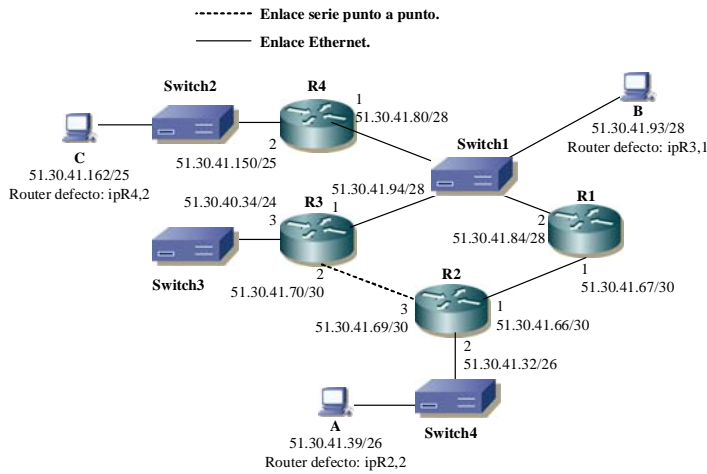 Enlace serie punto a punto.
Enlace Ethernet.
Switch2
R4
1
51.30.41.80/28
2
51.30.41.150/25
C
51.30.41.162/25
Router defecto: ipR4,2
Switch1
B
51.30.41.93/28
Router defecto: ipR3,1
51.30.41.94/28
51.30.40.34/24
R3
1
3
2
Switch3
51.30.41.70/30
R1
2
51.30.41.84/28
1
51.30.41.67/30
R2
3
1
51.30.41.69/30
51.30.41.66/30
2
51.30.41.32/26
A
51.30.41.39/26
Router defecto: ipR2,2
Switch4